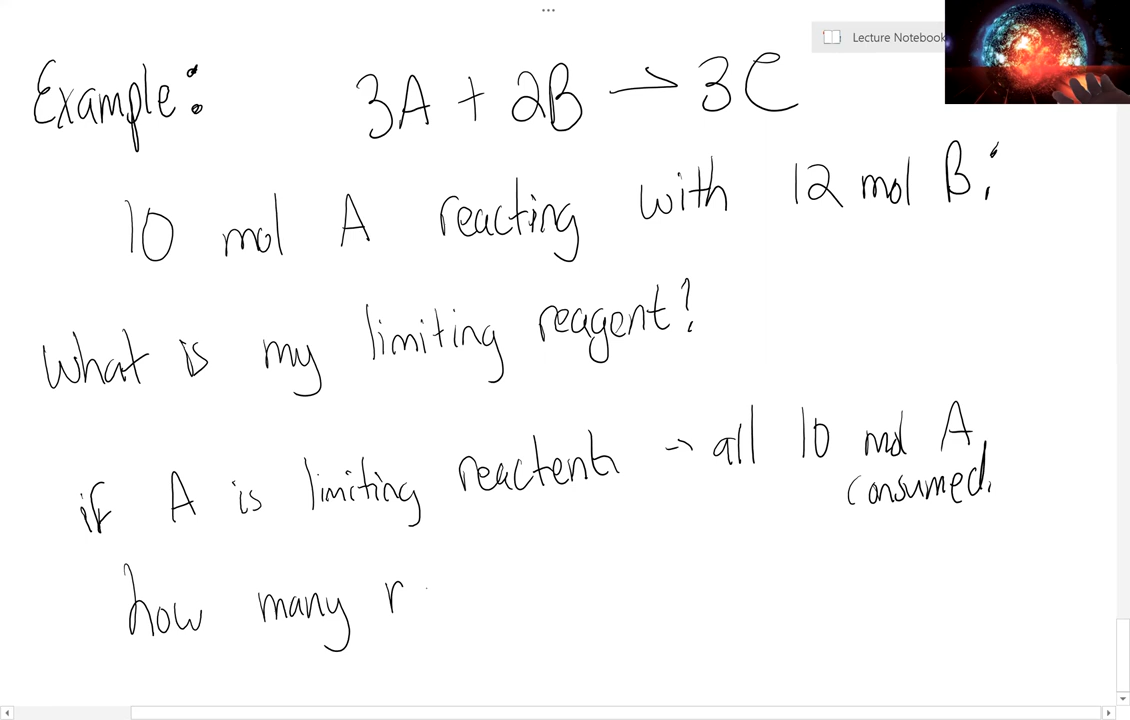 Lecture Notebook
Example: 3A + 2B → 3C
10 mol A reacting with 12 mol B:
What is my limiting reagent?
if A is limiting reactent → all 10 mol A
consumed.
how many r